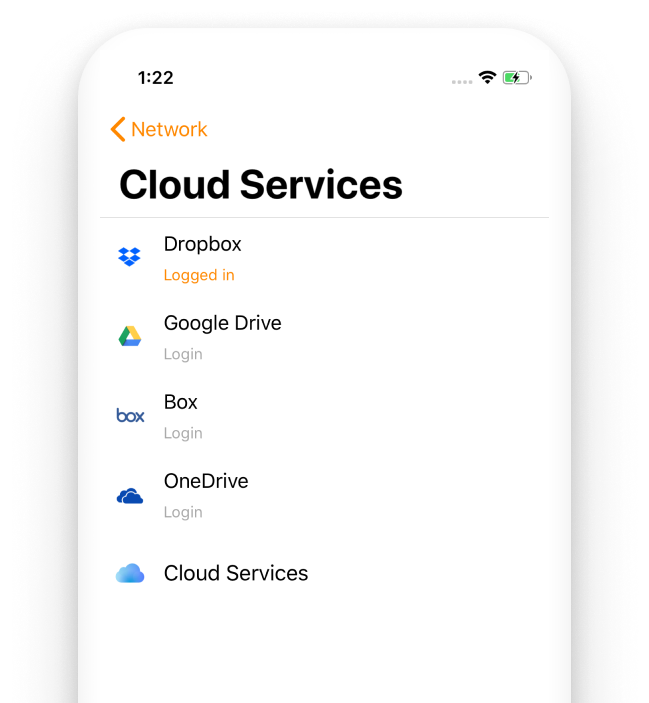 1:22
Network
Cloud Services
Dropbox
Logged in
Google Drive
Login
box
Box
Login
OneDrive
Login
Cloud Services